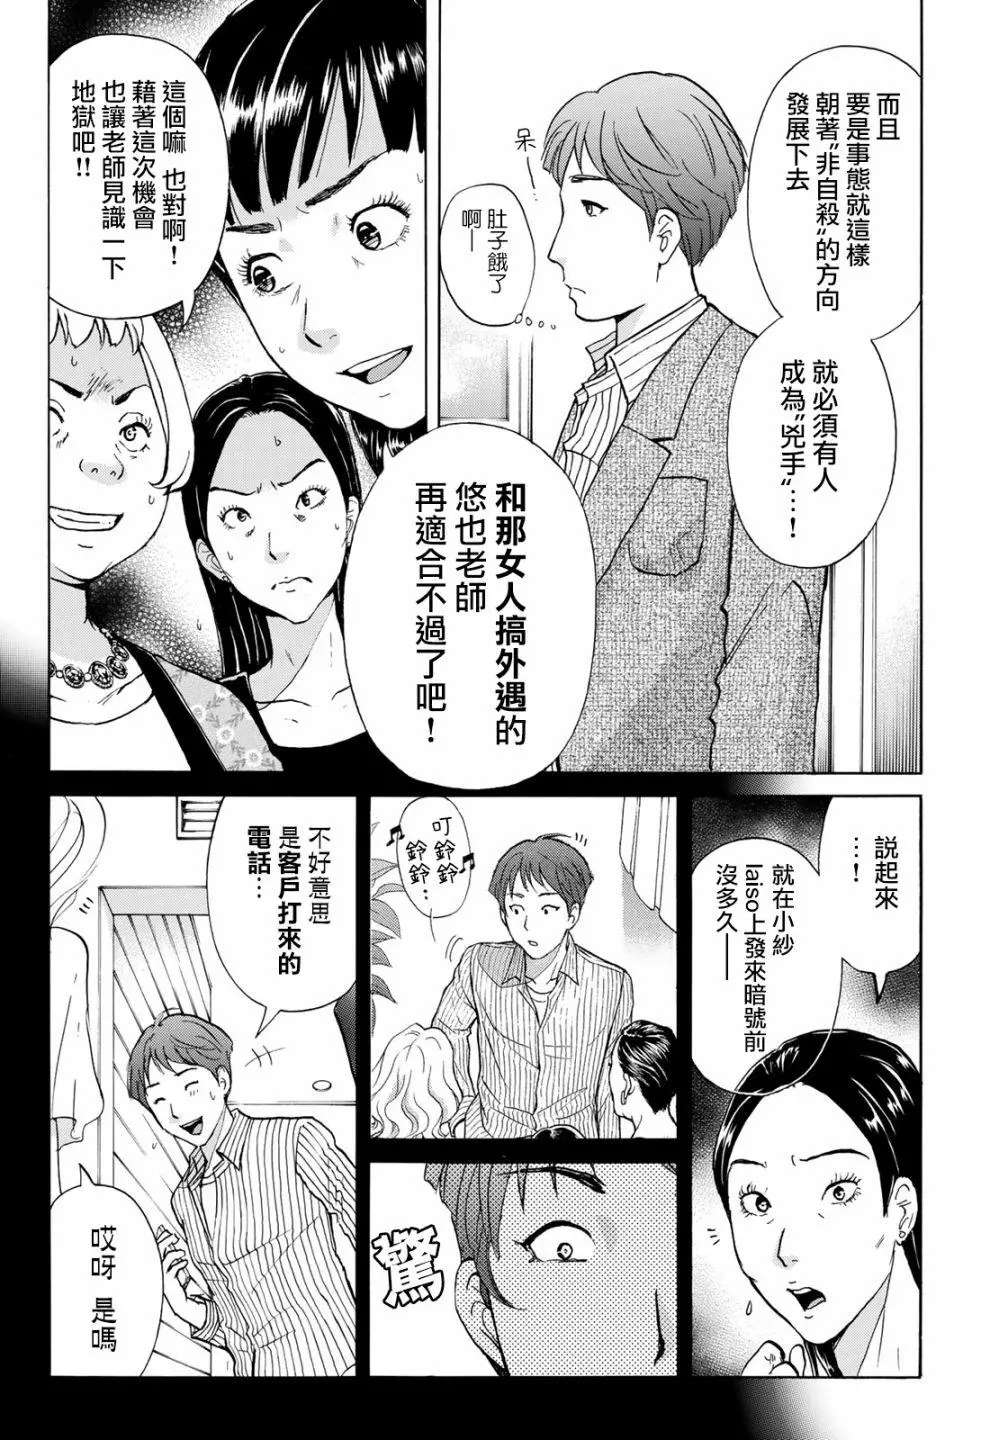 而且
要是事態就這樣
朝著"非自殺"的方向
發展下去
就必須有人
成為"兇手"…!
呆~
肚子餓了
啊—
這個嘛 也對啊!
藉著這次機會
也讓老師見識一下
地獄吧!!
和那女人搞外遇的
悠也老師
再適合不過了吧!
說起來
…!
就在小紗
laiso上發來暗號前
沒多久——
叮鈴鈴
鈴鈴…
驚
不好意思
是客戶打來的
電話…
哎呀 是嗎